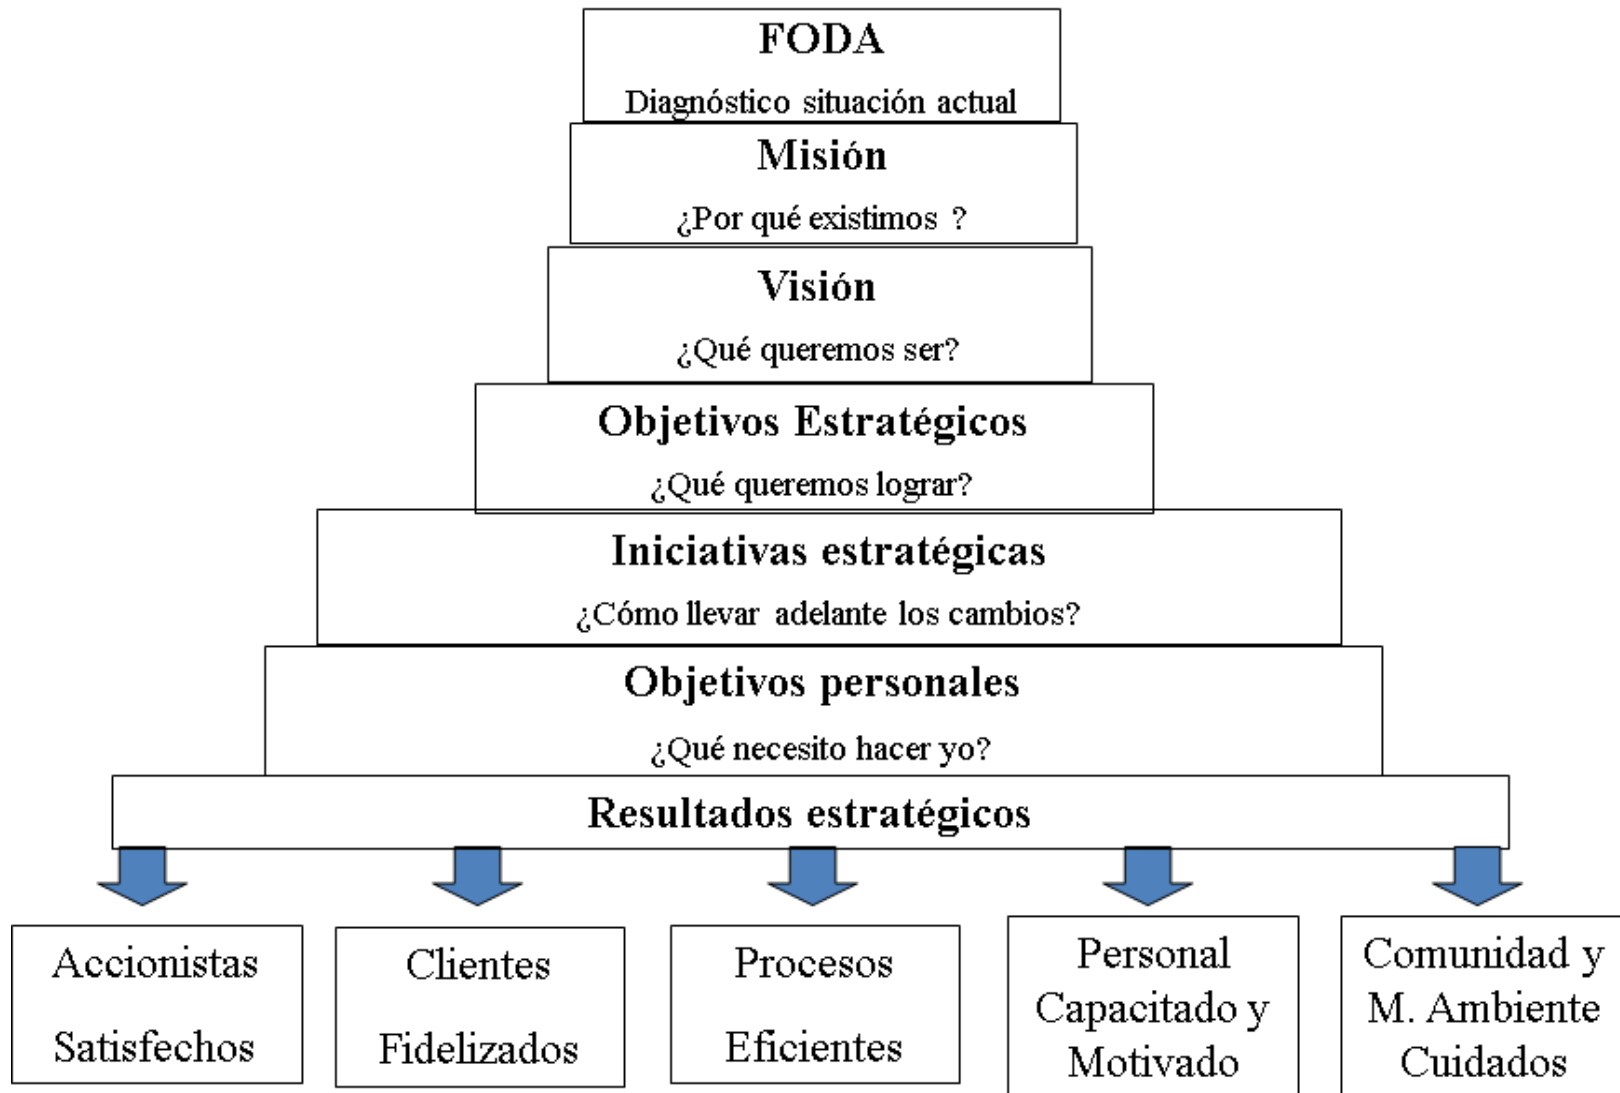 FODA
Diagnóstico situación actual
Misión
¿Por qué existimos ?
Visión
¿Qué queremos ser?
Objetivos Estratégicos
¿Qué queremos lograr?
Iniciativas estratégicas
¿Cómo llevar adelante los cambios?
Objetivos personales
¿Qué necesito hacer yo?
Resultados estratégicos
Accionistas
Satisfechos
Clientes
Fidelizados
Procesos
Eficientes
Personal
Capacitado y
Motivado
Comunidad y
M. Ambiente
Cuidados